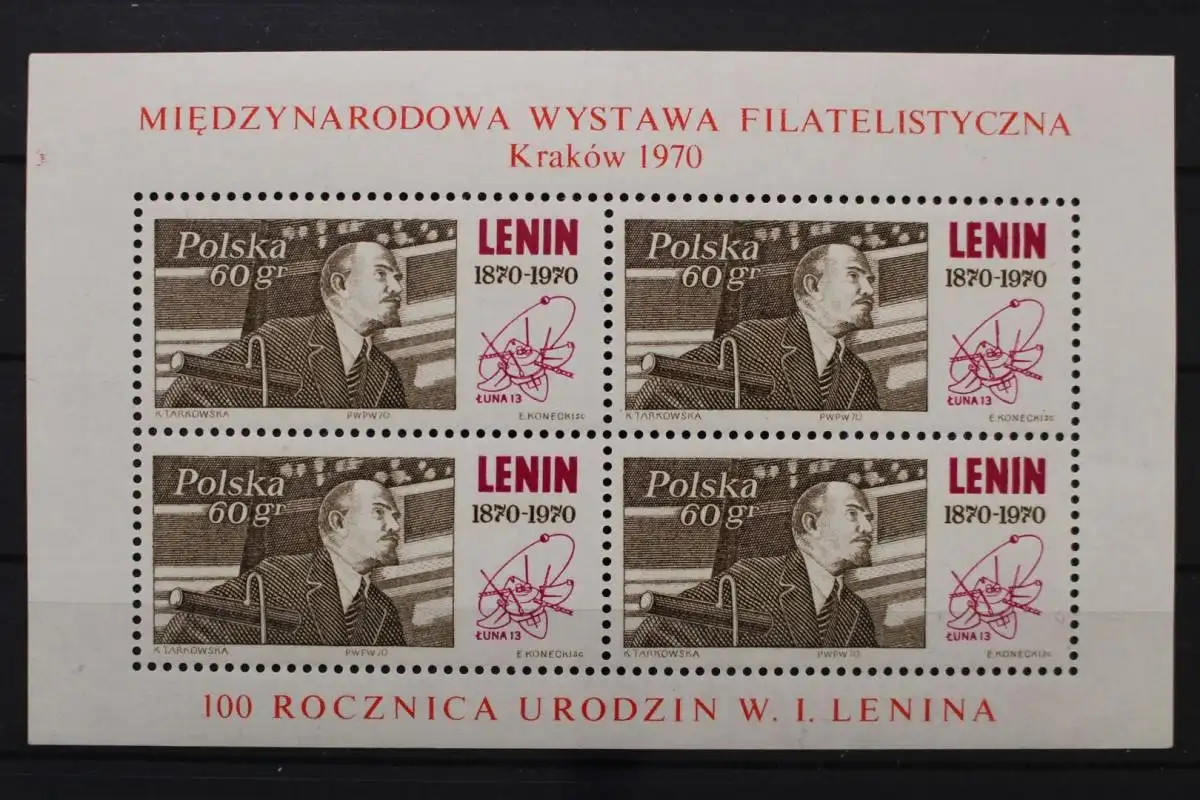 MIĘDZYNARODOWA WYSTAWA FILATELISTYCZNA
Kraków 1970
Polska
60 gr
LENIN
1870-1970
ŁUNA 13
K. TARKOWSKA PWPW 70 E. KONECKI sc.
Polska
60 gr
LENIN
1870-1970
ŁUNA 13
K. TARKOWSKA PWPW 70 E. KONECKI sc
Polska
60 gr
LENIN
1870-1970
ŁUNA 13
K. TARKOWSKA PWPW 70 E. KONECKI sc.
Polska
60 gr
LENIN
1870-1970
ŁUNA 13
K. TARKOWSKA PWPW 70 E. KONECKI sc.
100 ROCZNICA URODZIN W. I. LENINA